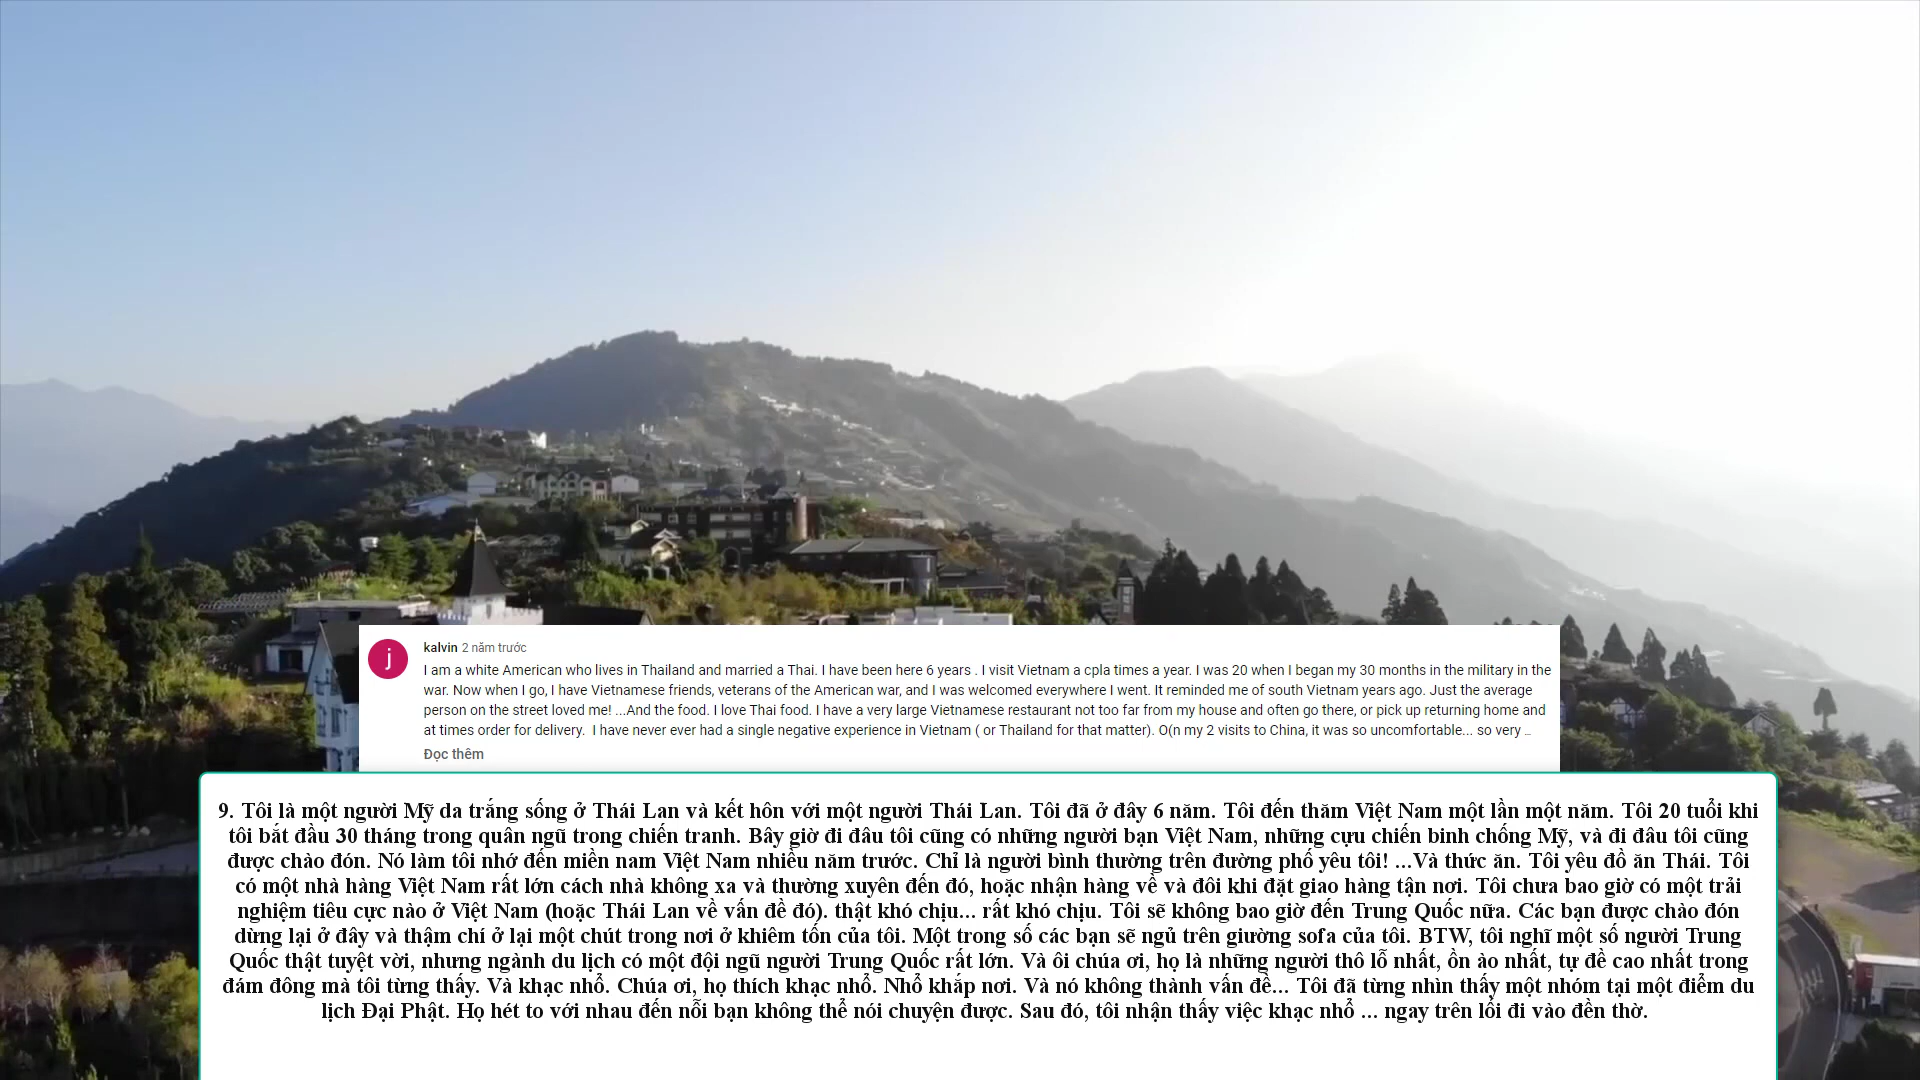 j
kalvin 2 năm trước
I am a white American who lives in Thailand and married a Thai. I have been here 6 years . I visit Vietnam a cpla times a year. I was 20 when I began my 30 months in the military in the
war. Now when I go, I have Vietnamese friends, veterans of the American war, and I was welcomed everywhere I went. It reminded me of south Vietnam years ago. Just the average
person on the street loved me! ...And the food. I love Thai food. I have a very large Vietnamese restaurant not too far from my house and often go there, or pick up returning home and
at times order for delivery.  I have never ever had a single negative experience in Vietnam ( or Thailand for that matter). O(n my 2 visits to China, it was so uncomfortable... so very ...
Đọc thêm
9. Tôi là một người Mỹ da trắng sống ở Thái Lan và kết hôn với một người Thái Lan. Tôi đã ở đây 6 năm. Tôi đến thăm Việt Nam một lần một năm. Tôi 20 tuổi khi
tôi bắt đầu 30 tháng trong quân ngũ trong chiến tranh. Bây giờ đi đâu tôi cũng có những người bạn Việt Nam, những cựu chiến binh chống Mỹ, và đi đâu tôi cũng
được chào đón. Nó làm tôi nhớ đến miền nam Việt Nam nhiều năm trước. Chỉ là người bình thường trên đường phố yêu tôi! ...Và thức ăn. Tôi yêu đồ ăn Thái. Tôi
có một nhà hàng Việt Nam rất lớn cách nhà không xa và thường xuyên đến đó, hoặc nhận hàng về và đôi khi đặt giao hàng tận nơi. Tôi chưa bao giờ có một trải
nghiệm tiêu cực nào ở Việt Nam (hoặc Thái Lan về vấn đề đó). thật khó chịu... rất khó chịu. Tôi sẽ không bao giờ đến Trung Quốc nữa. Các bạn được chào đón
dừng lại ở đây và thậm chí ở lại một chút trong nơi ở khiêm tốn của tôi. Một trong số các bạn sẽ ngủ trên giường sofa của tôi. BTW, tôi nghĩ một số người Trung
Quốc thật tuyệt vời, nhưng ngành du lịch có một đội ngũ người Trung Quốc rất lớn. Và ôi chúa ơi, họ là những người thô lỗ nhất, ồn ào nhất, tự đề cao nhất trong
đám đông mà tôi từng thấy. Và khạc nhổ. Chúa ơi, họ thích khạc nhổ. Nhổ khắp nơi. Và nó không thành vấn đề... Tôi đã từng nhìn thấy một nhóm tại một điểm du
lịch Đại Phật. Họ hét to với nhau đến nỗi bạn không thể nói chuyện được. Sau đó, tôi nhận thấy việc khạc nhổ ... ngay trên lối đi vào đền thờ.